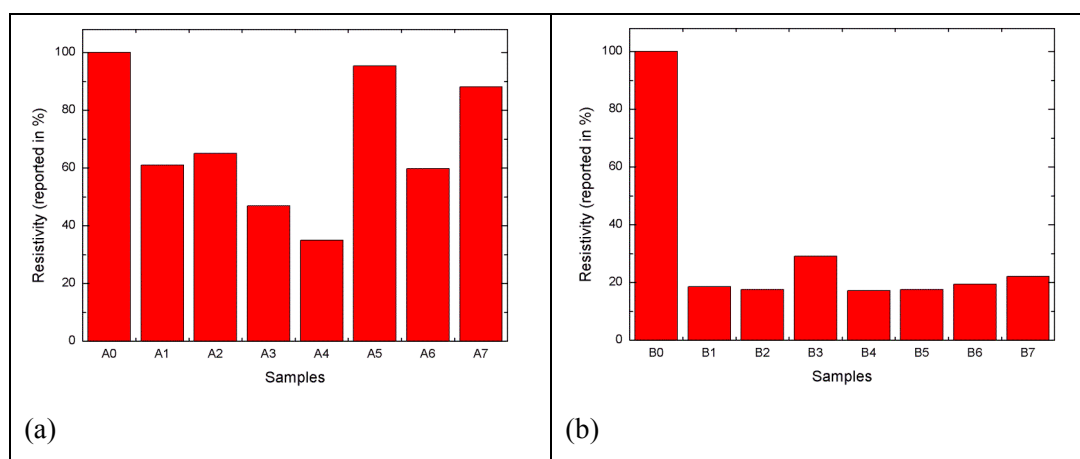 Resistivity (reported in %)
100
80
60
40
20
0
A0 A1 A2 A3 A4 A5 A6 A7
Samples
(a)
Resistivity (reported in %)
100
80
60
40
20
0
B0 B1 B2 B3 B4 B5 B6 B7
Samples
(b)